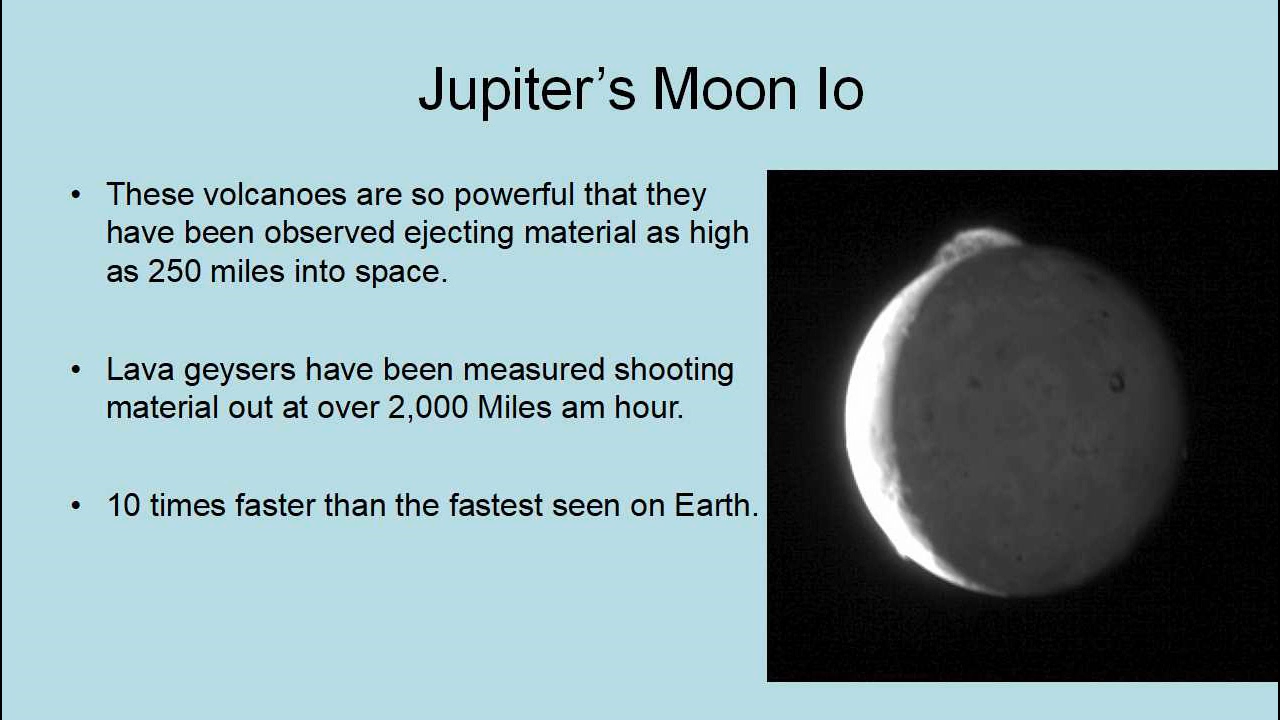 Jupiter’s Moon Io
• These volcanoes are so powerful that they
have been observed ejecting material as high
as 250 miles into space.
• Lava geysers have been measured shooting
material out at over 2,000 Miles am hour.
• 10 times faster than the fastest seen on Earth.